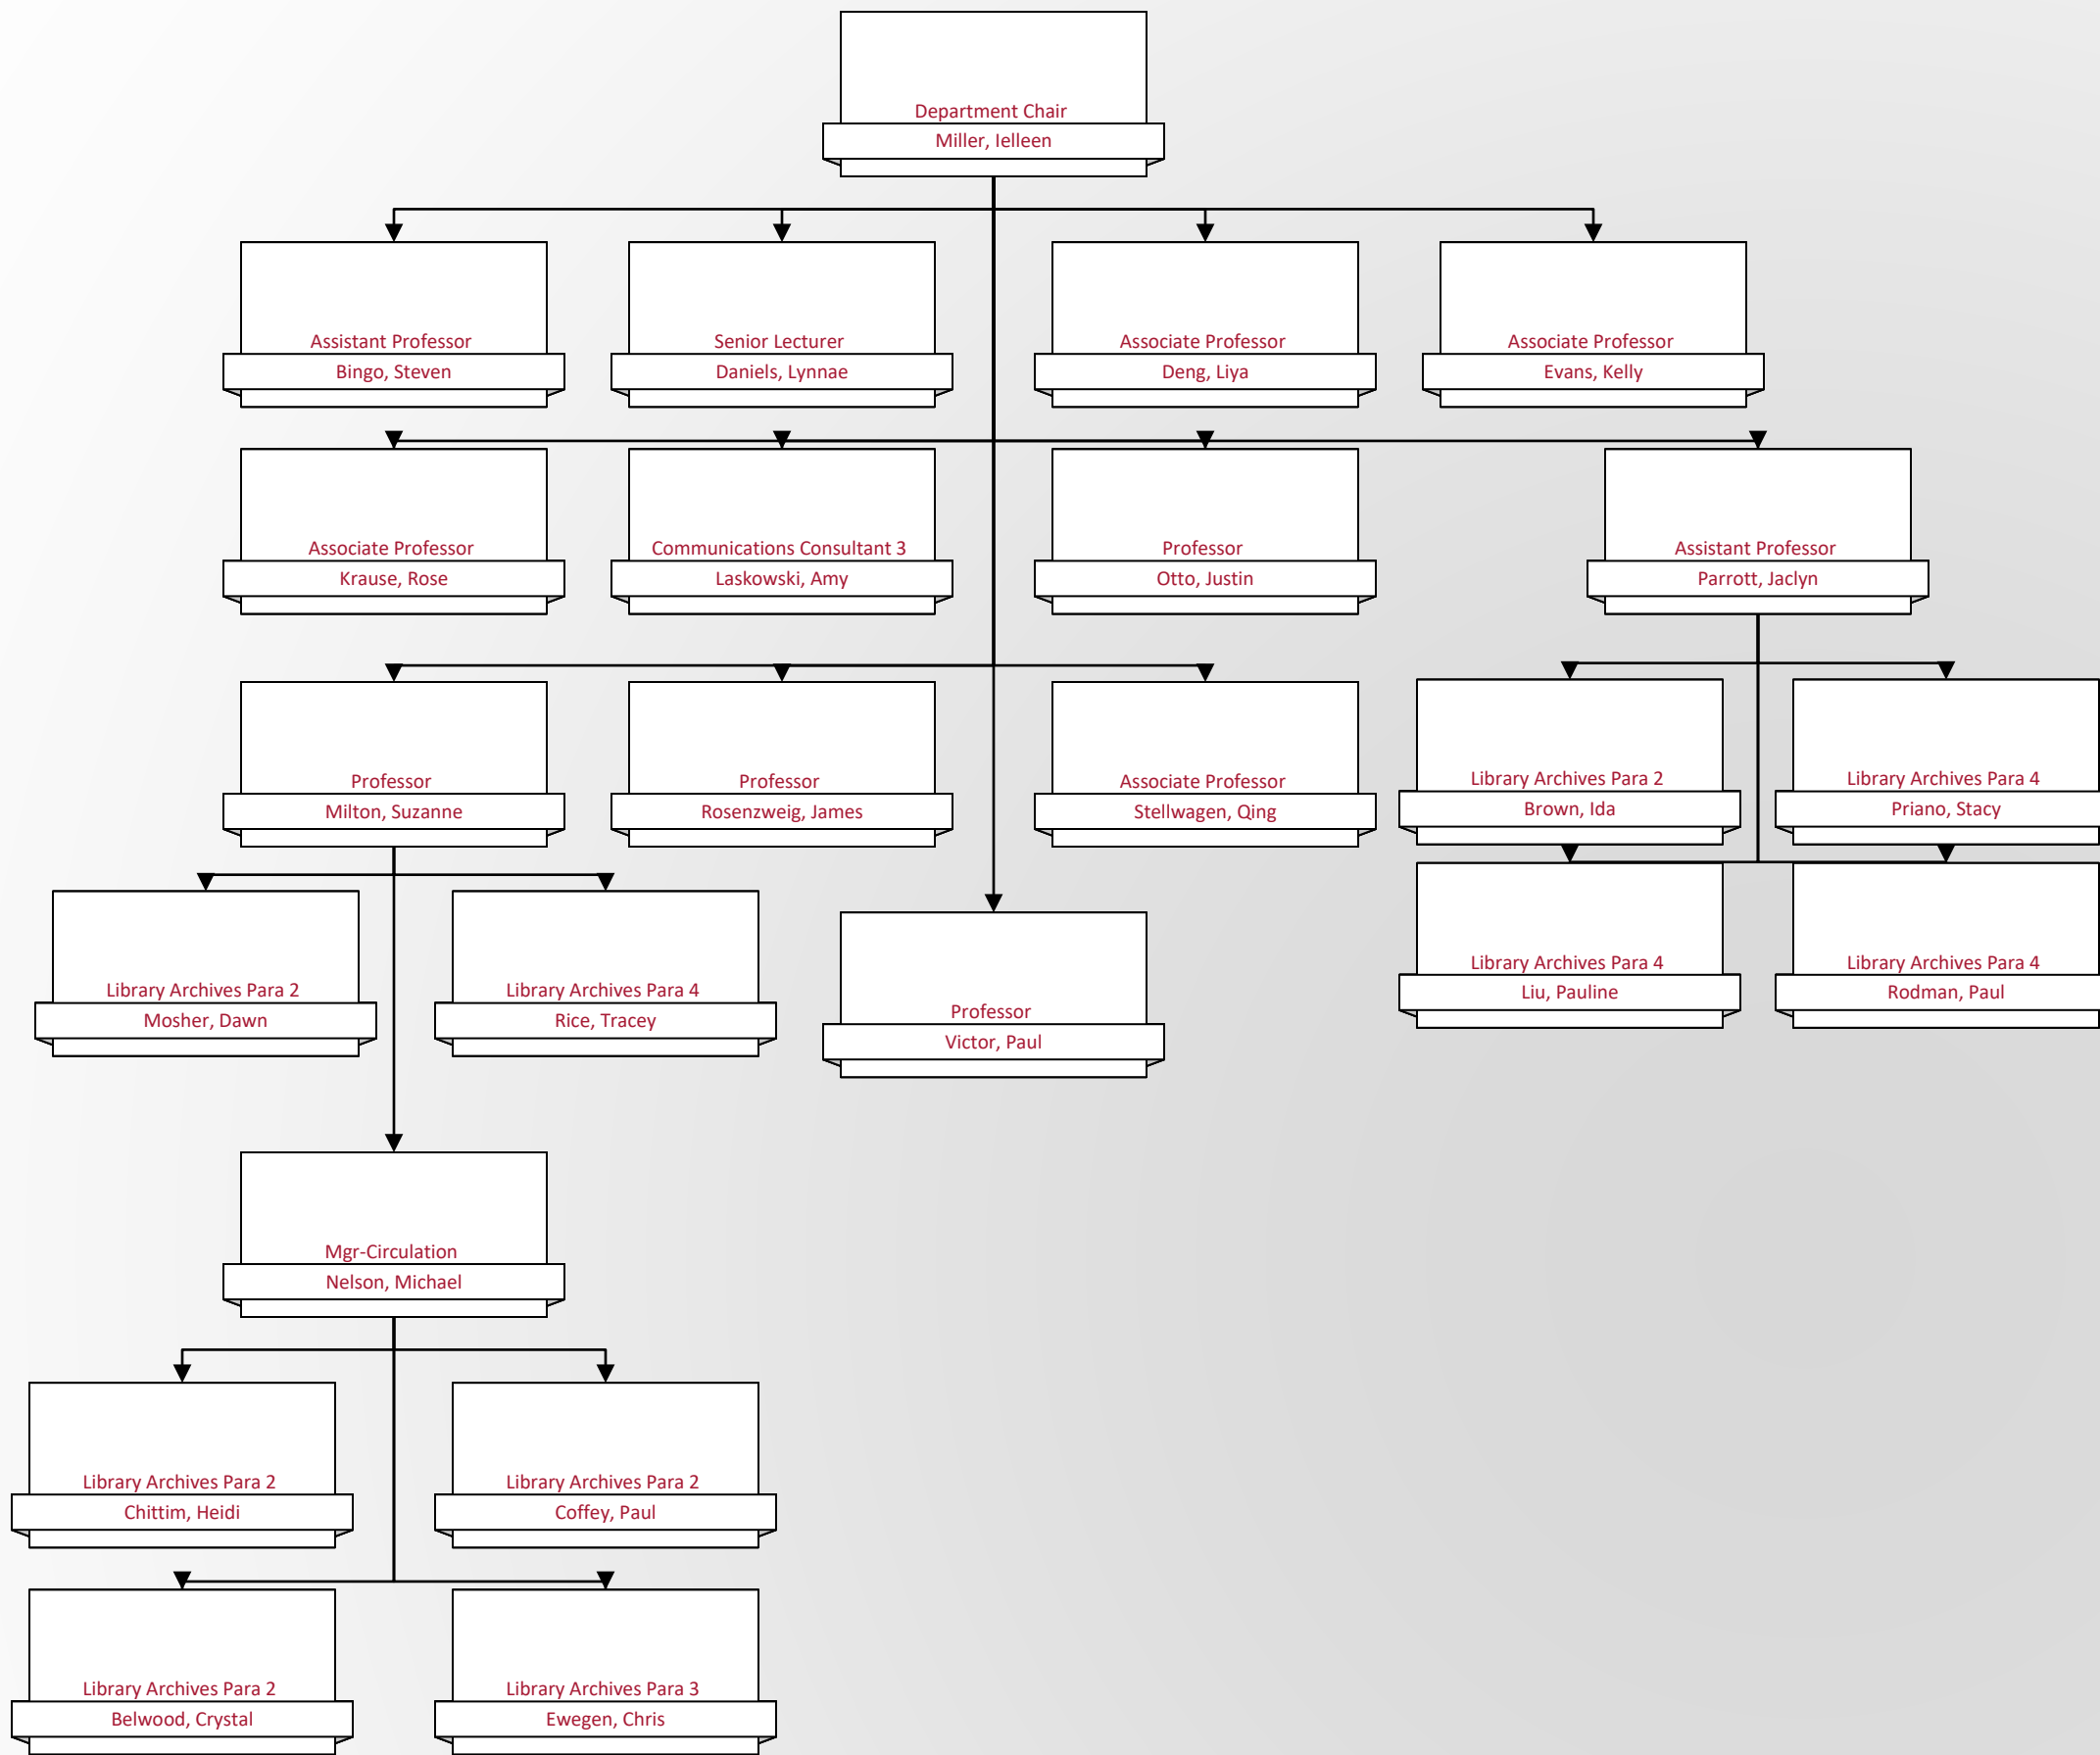 Department Chair
Miller, Ielleen
Assistant Professor
Bingo, Steven
Senior Lecturer
Daniels, Lynnae
Associate Professor
Deng, Liya
Associate Professor
Evans, Kelly
Associate Professor
Krause, Rose
Communications Consultant 3
Laskowski, Amy
Professor
Otto, Justin
Assistant Professor
Parrott, Jaclyn
Professor
Milton, Suzanne
Professor
Rosenzweig, James
Associate Professor
Stellwagen, Qing
Library Archives Para 2
Brown, Ida
Library Archives Para 4
Priano, Stacy
Library Archives Para 2
Mosher, Dawn
Library Archives Para 4
Rice, Tracey
Professor
Victor, Paul
Library Archives Para 4
Liu, Pauline
Library Archives Para 4
Rodman, Paul
Mgr-Circulation
Nelson, Michael
Library Archives Para 2
Chittim, Heidi
Library Archives Para 2
Coffey, Paul
Library Archives Para 2
Belwood, Crystal
Library Archives Para 3
Ewegen, Chris